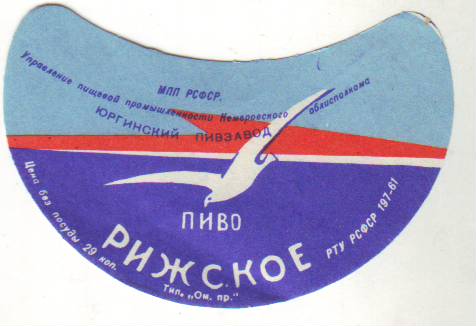 МПП РСФСР.
Управление пищевой промышленности Кемеровского облисполкома
ЮРГИНСКИЙ ПИВЗАВОД
ПИВО
РИЖСКОЕ
Цена без посуды 29 коп.
РТУ РСФСР 197-61
Тип. „Ом. пр."